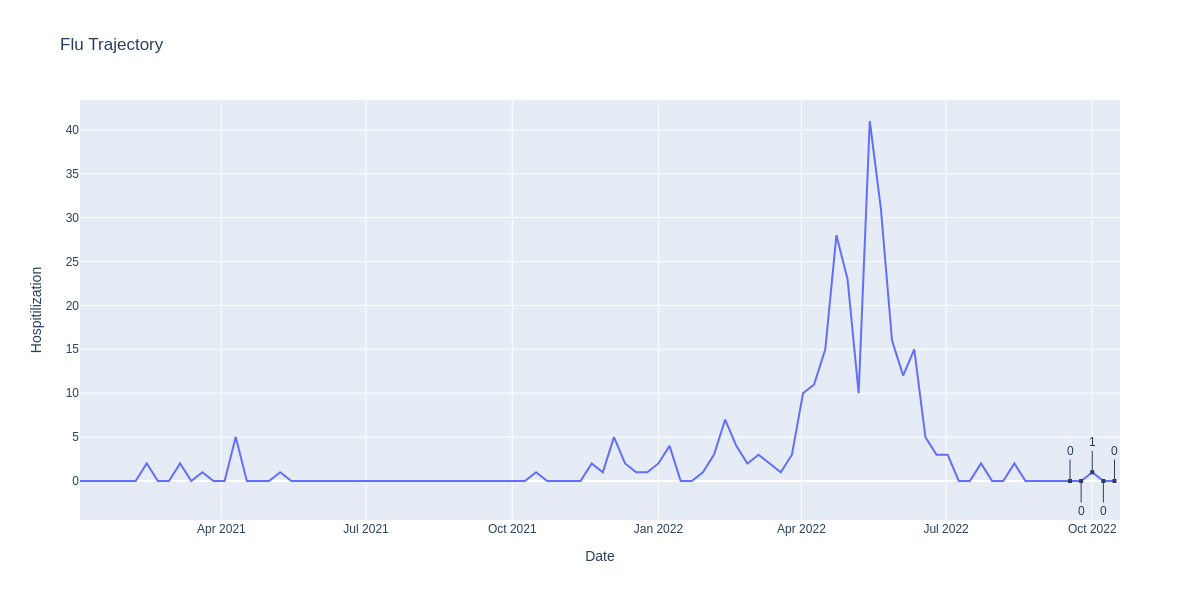 Flu Trajectory
Hospitilization
40
35
30
25
20
15
10
5
0
0
1
0
0
0
Apr 2021
Jul 2021
Oct 2021
Jan 2022
Apr 2022
Jul 2022
Oct 2022
Date